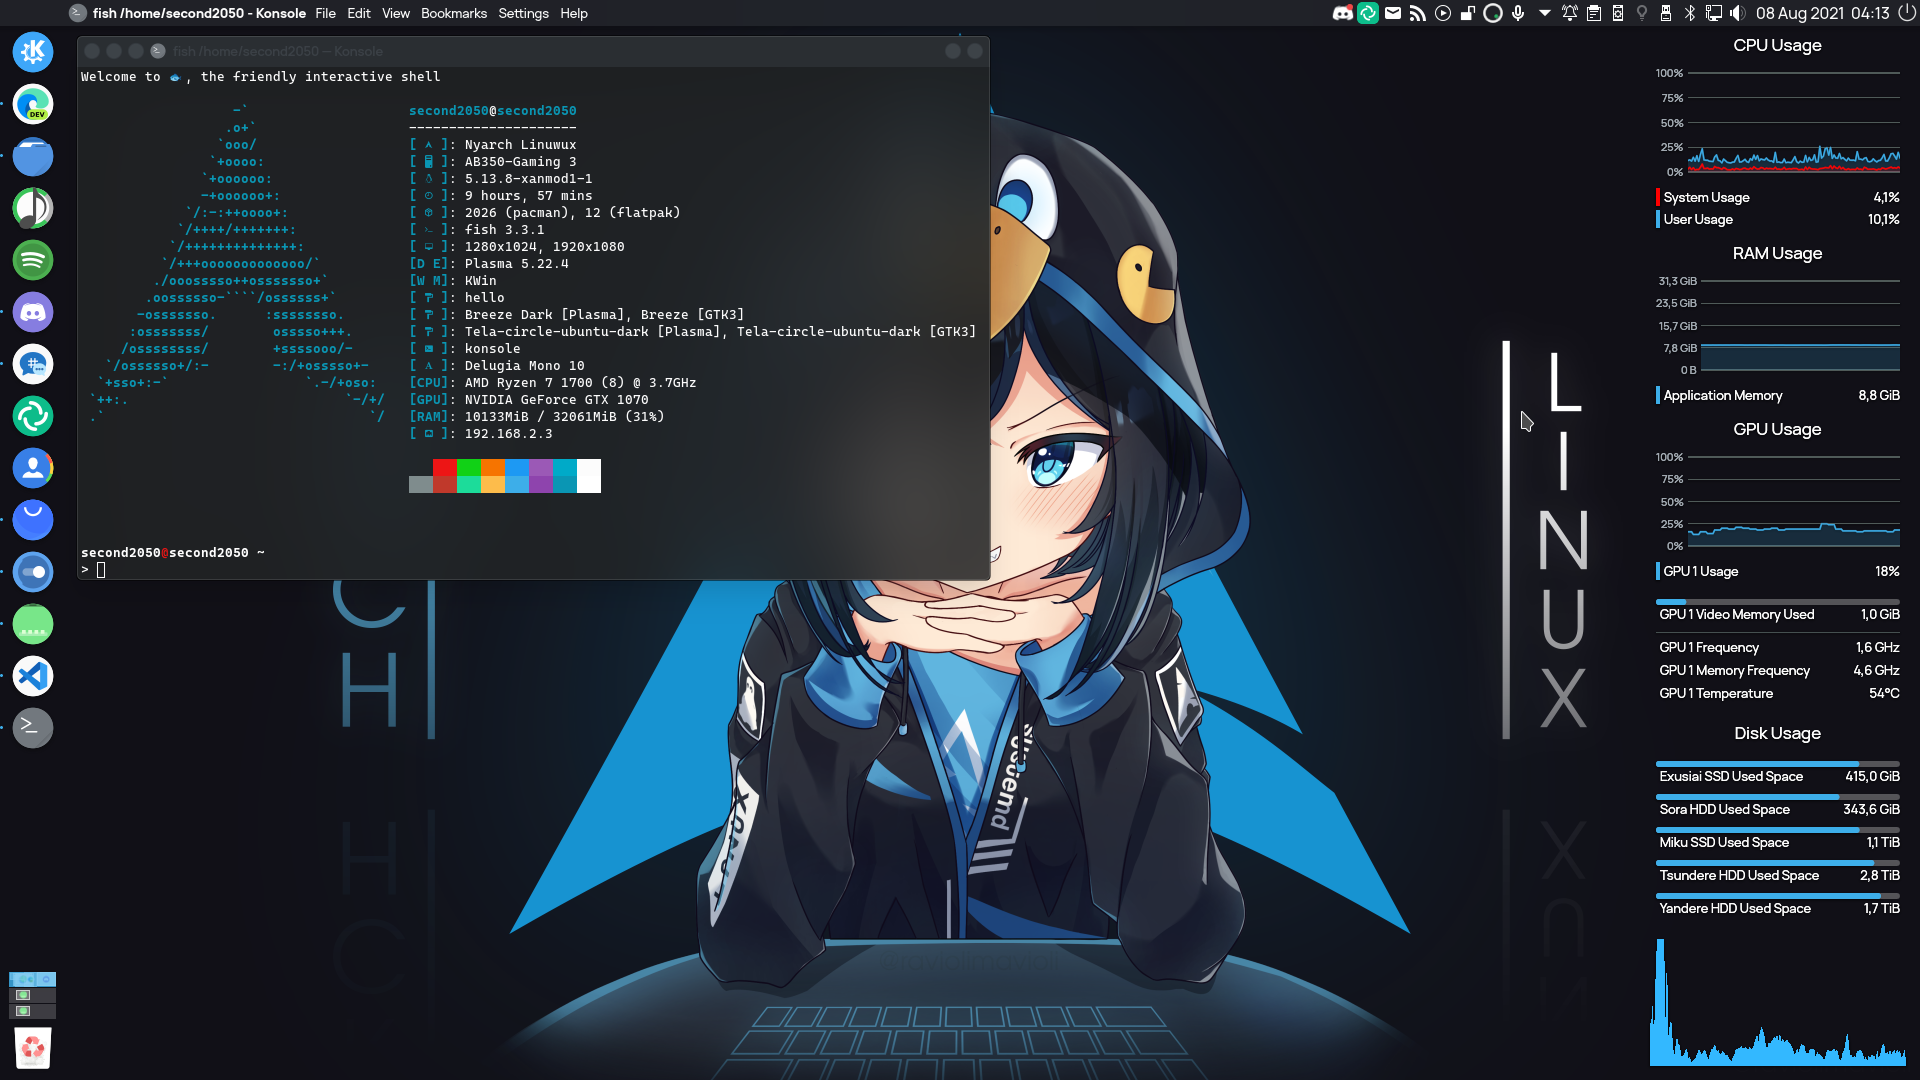 fish /home/second2050 - Konsole File Edit View Bookmarks Settings Help
08 Aug 2021 04:13
fish /home/second2050 — Konsole
Welcome to 🐟, the friendly interactive shell
second2050@second2050
---------------------
Nyarch Linuwux
AB350-Gaming 3
5.13.8-xanmod1-1
9 hours, 57 mins
2026 (pacman), 12 (flatpak)
fish 3.3.1
1280x1024, 1920x1080
[D E]: Plasma 5.22.4
[W M]: KWin
hello
Breeze Dark [Plasma], Breeze [GTK3]
Tela-circle-ubuntu-dark [Plasma], Tela-circle-ubuntu-dark [GTK3]
konsole
Delugia Mono 10
[CPU]: AMD Ryzen 7 1700 (8) @ 3.7GHz
[GPU]: NVIDIA GeForce GTX 1070
[RAM]: 10133MiB / 32061MiB (31%)
192.168.2.3
second2050@second2050 ~
>
DEV
CH
LINUX
systemd
CPU Usage
100%
75%
50%
25%
0%
System Usage 4,1%
User Usage 10,1%
RAM Usage
31,3 GiB
23,5 GiB
15,7 GiB
7,8 GiB
0 B
Application Memory 8,8 GiB
GPU Usage
100%
75%
50%
25%
0%
GPU 1 Usage 18%
GPU 1 Video Memory Used 1,0 GiB
GPU 1 Frequency 1,6 GHz
GPU 1 Memory Frequency 4,6 GHz
GPU 1 Temperature 54°C
Disk Usage
Exusiai SSD Used Space 415,0 GiB
Sora HDD Used Space 343,6 GiB
Miku SSD Used Space 1,1 TiB
Tsundere HDD Used Space 2,8 TiB
Yandere HDD Used Space 1,7 TiB